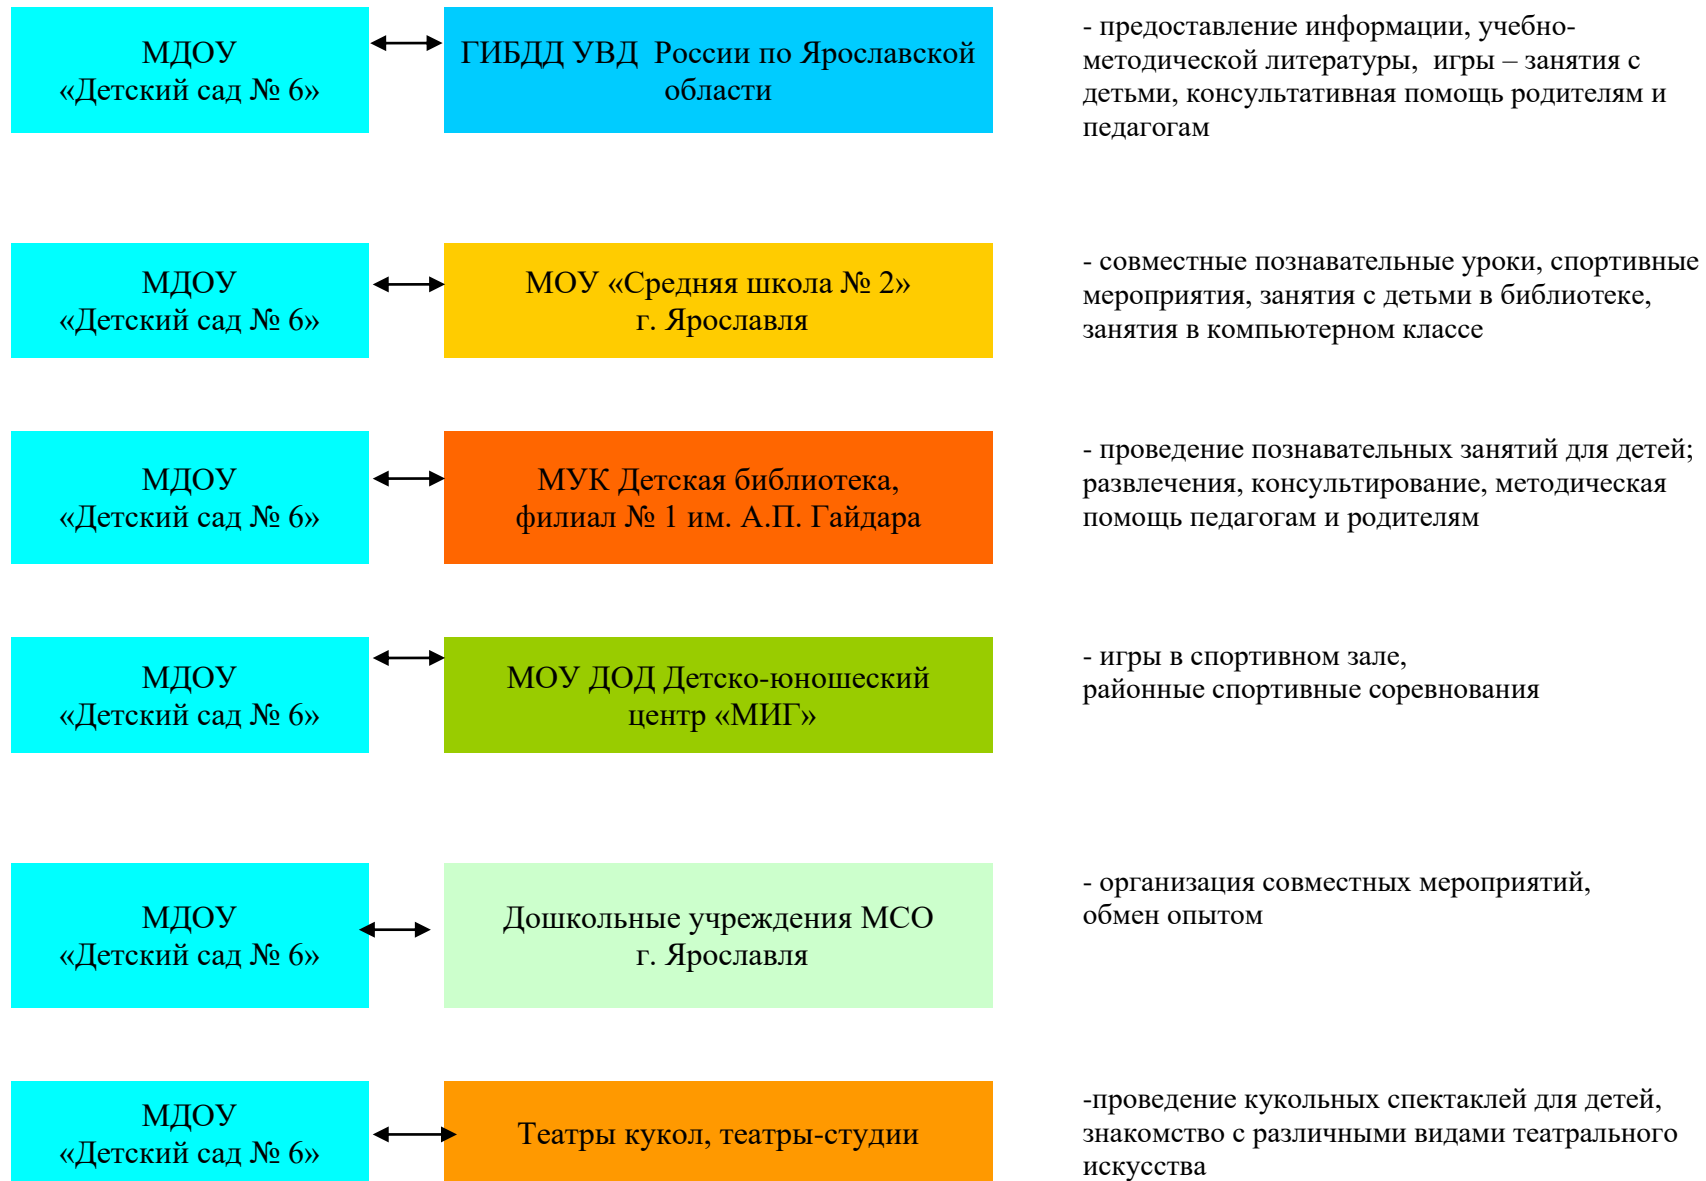 МДОУ
«Детский сад № 6»
ГИБДД УВД  России по Ярославской
области
- предоставление информации, учебно-
методической литературы,  игры – занятия с
детьми, консультативная помощь родителям и
педагогам
МДОУ
«Детский сад № 6»
МОУ «Средняя школа № 2»
г. Ярославля
- совместные познавательные уроки, спортивные
мероприятия, занятия с детьми в библиотеке,
занятия в компьютерном классе
МДОУ
«Детский сад № 6»
МУК Детская библиотека,
филиал № 1 им. А.П. Гайдара
- проведение познавательных занятий для детей;
развлечения, консультирование, методическая
помощь педагогам и родителям
МДОУ
«Детский сад № 6»
МОУ ДОД Детско-юношеский
центр «МИГ»
- игры в спортивном зале,
районные спортивные соревнования
МДОУ
«Детский сад № 6»
Дошкольные учреждения МСО
г. Ярославля
- организация совместных мероприятий,
обмен опытом
МДОУ
«Детский сад № 6»
Театры кукол, театры-студии
-проведение кукольных спектаклей для детей,
знакомство с различными видами театрального
искусства